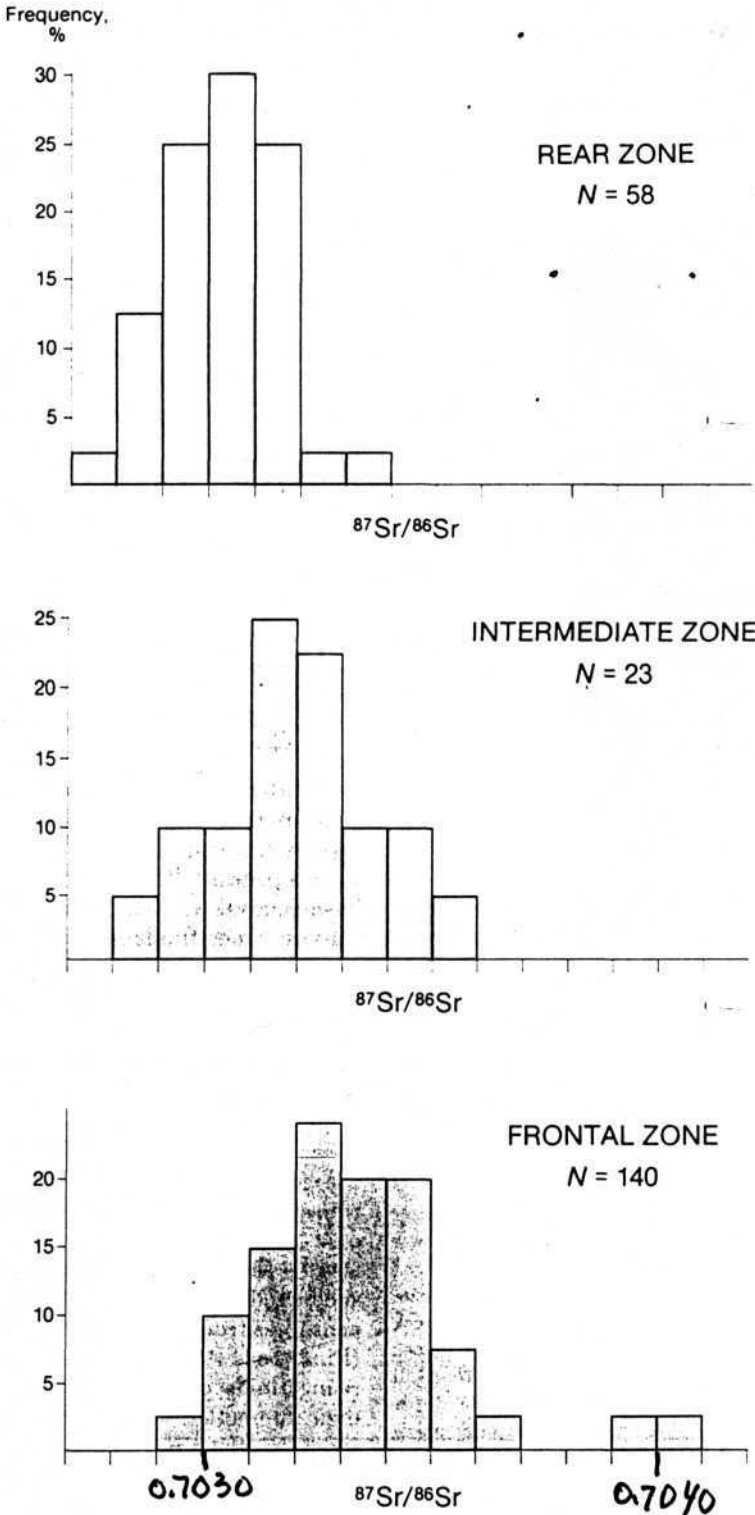 Frequency,
%
30
25
20
15
10
5
REAR ZONE
N = 58
⁸⁷Sr/⁸⁶Sr
25
20
15
10
5
INTERMEDIATE ZONE
N = 23
⁸⁷Sr/⁸⁶Sr
20
15
10
5
FRONTAL ZONE
N = 140
0.7030 ⁸⁷Sr/⁸⁶Sr 0.7040